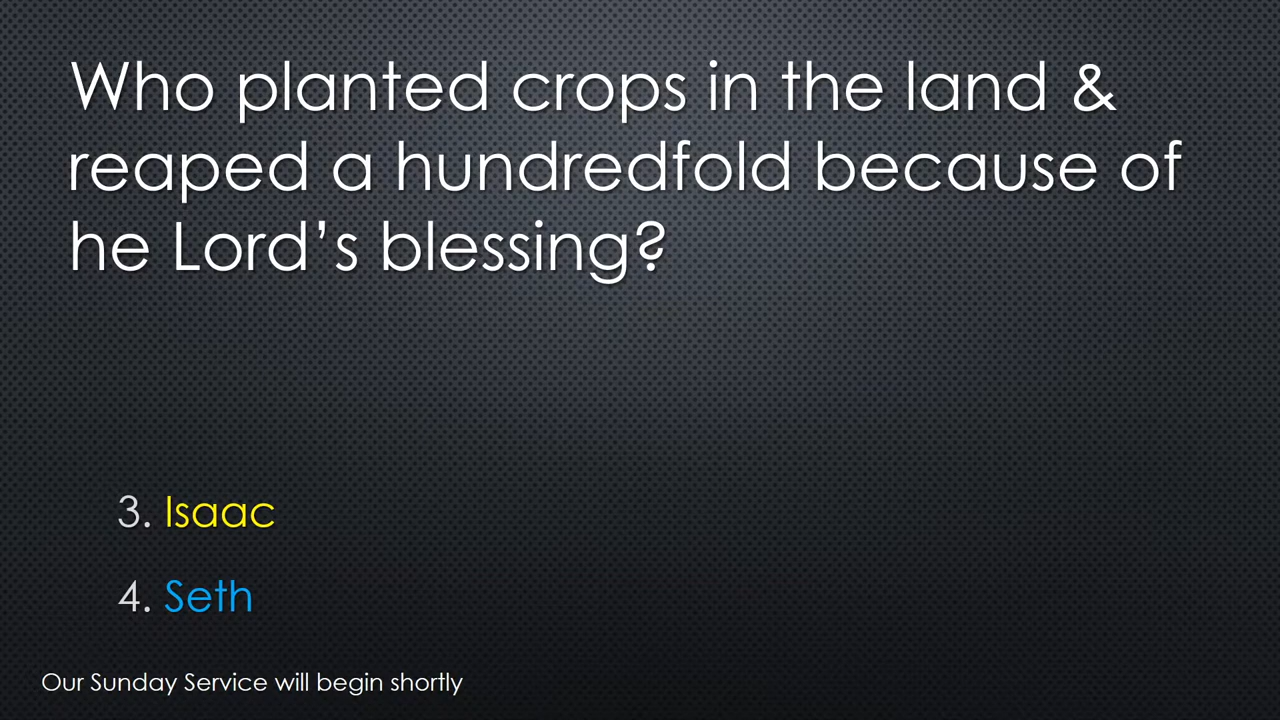 Who planted crops in the land &
reaped a hundredfold because of
he Lord’s blessing?
3. Isaac
4. Seth
Our Sunday Service will begin shortly